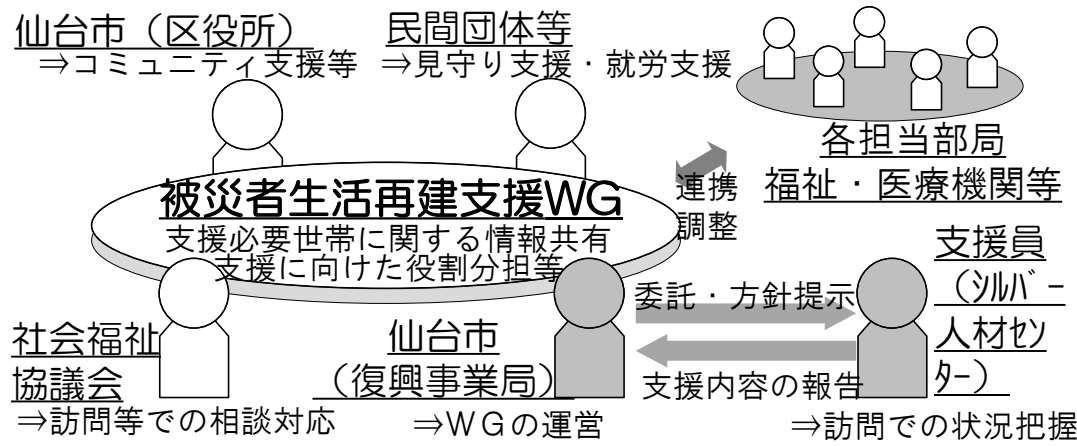 仙台市（区役所）
⇒コミュニティ支援等
民間団体等
⇒見守り支援・就労支援
各担当部局
福祉・医療機関等
連携
調整
被災者生活再建支援WG
支援必要世帯に関する情報共有
支援に向けた役割分担等
社会福祉
協議会
⇒訪問等での相談対応
仙台市
（復興事業局）
⇒ＷＧの運営
委託・方針提示
支援内容の報告
支援員
（ｼﾙﾊﾞｰ
人材ｾﾝ
ﾀｰ）
⇒訪問での状況把握